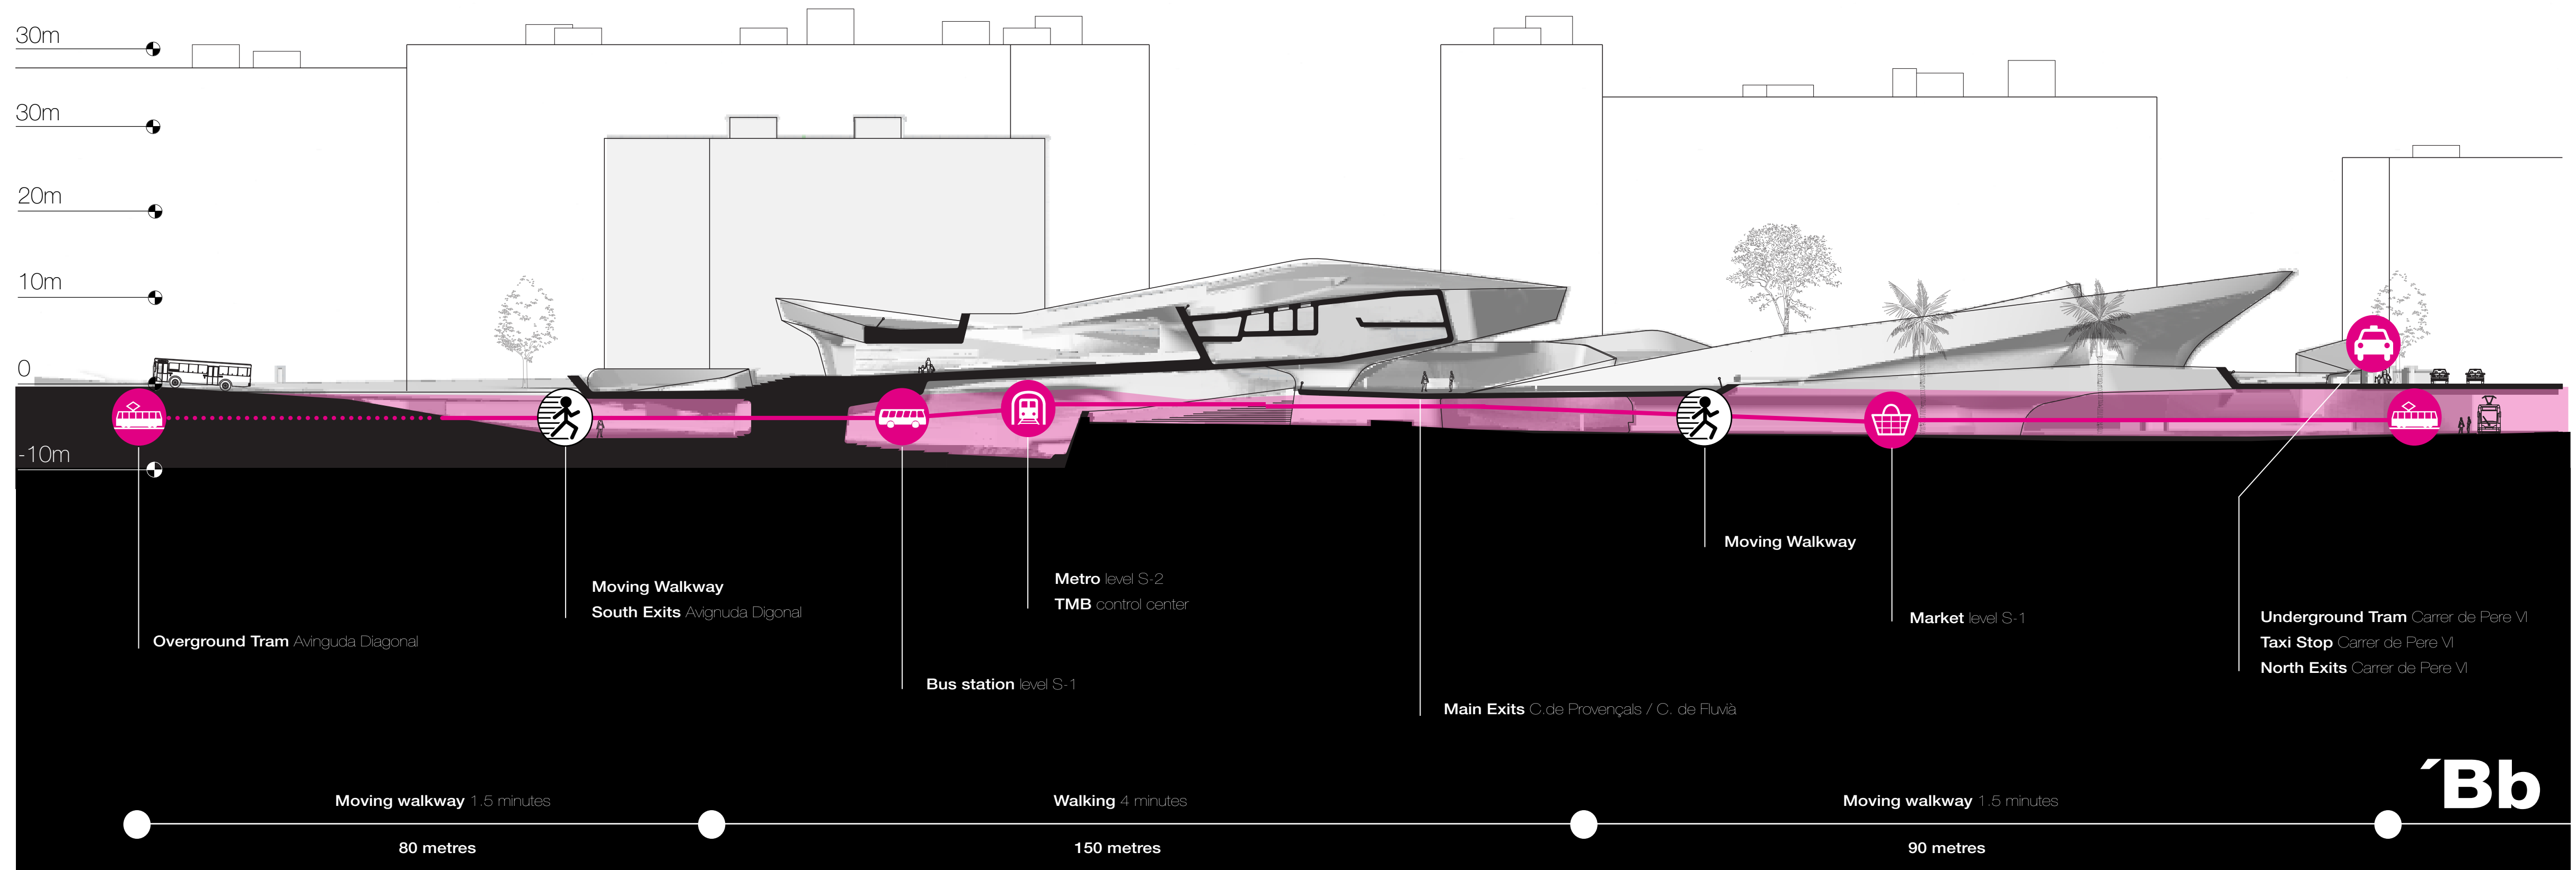 30m
30m
20m
10m
0
-10m
Overground Tram Avinguda Diagonal
Moving Walkway
South Exits Avignuda Digonal
Bus station level S-1
Metro level S-2
TMB control center
Main Exits C.de Provençals / C. de Fluvià
Moving Walkway
Market level S-1
Underground Tram Carrer de Pere VI
Taxi Stop Carrer de Pere VI
North Exits Carrer de Pere VI
´Bb
Moving walkway 1.5 minutes
80 metres
Walking 4 minutes
150 metres
Moving walkway 1.5 minutes
90 metres